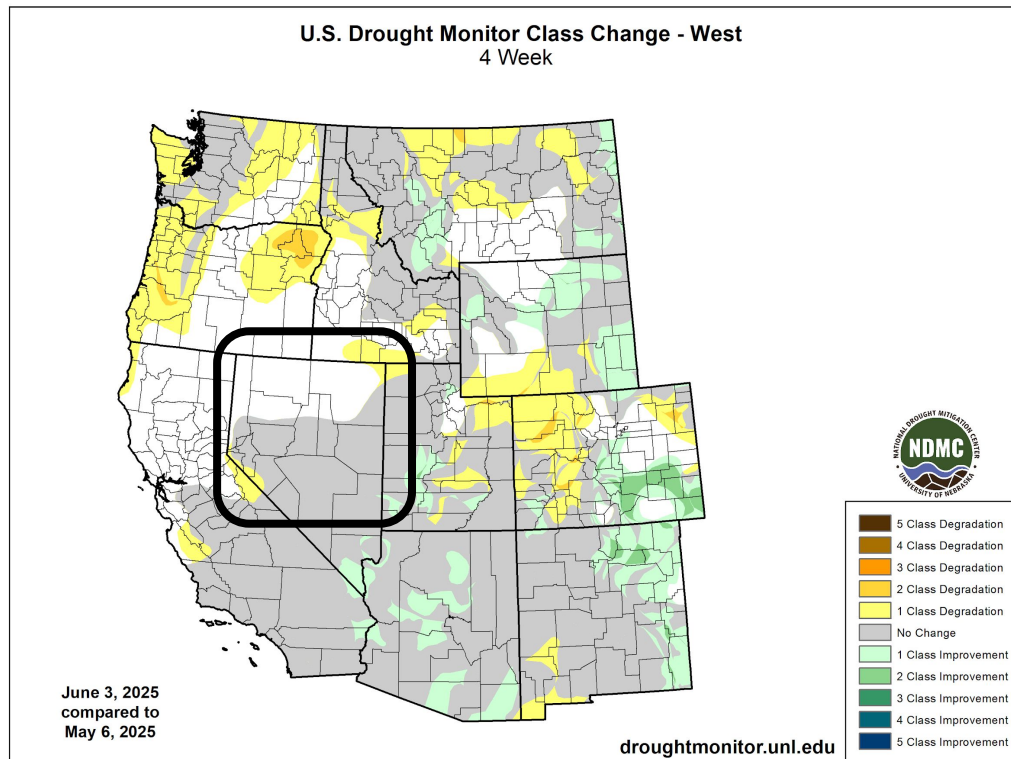 U.S. Drought Monitor Class Change - West
4 Week
NATIONAL DROUGHT MITIGATION CENTER
NDMC
UNIVERSITY OF NEBRASKA
5 Class Degradation
4 Class Degradation
3 Class Degradation
2 Class Degradation
1 Class Degradation
No Change
1 Class Improvement
2 Class Improvement
3 Class Improvement
4 Class Improvement
5 Class Improvement
June 3, 2025
compared to
May 6, 2025
droughtmonitor.unl.edu